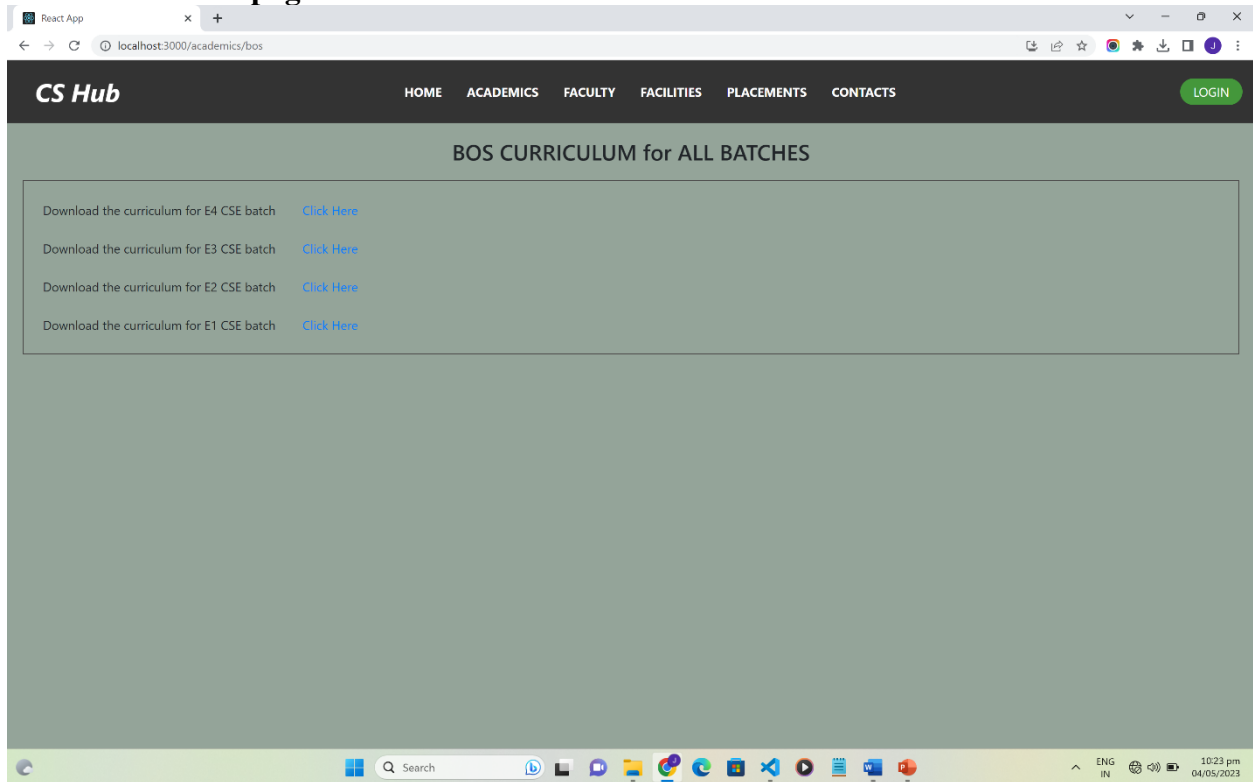 React App
localhost:3000/academics/bos
J
CS Hub HOME ACADEMICS FACULTY FACILITIES PLACEMENTS CONTACTS LOGIN
BOS CURRICULUM for ALL BATCHES
Download the curriculum for E4 CSE batch Click Here
Download the curriculum for E3 CSE batch Click Here
Download the curriculum for E2 CSE batch Click Here
Download the curriculum for E1 CSE batch Click Here
Search
ENG
IN
10:23 pm
04/05/2023